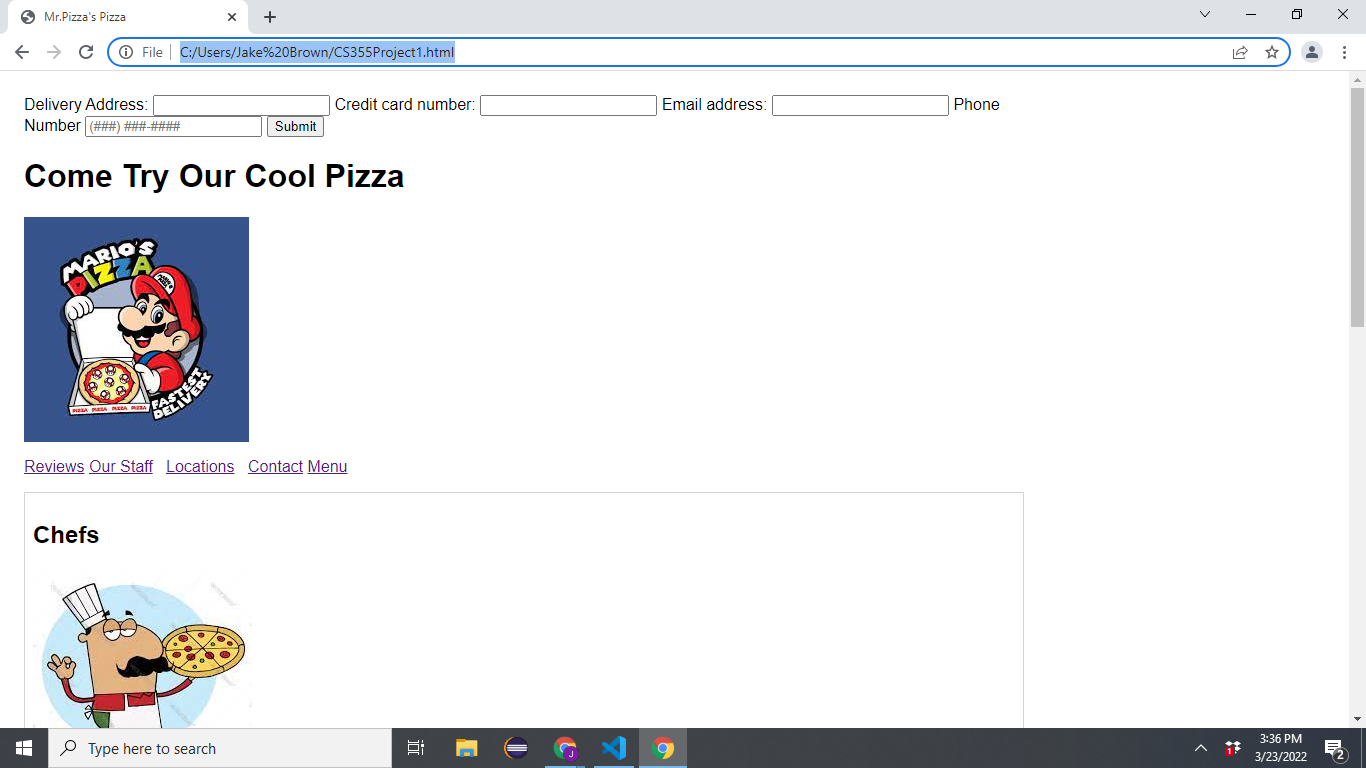 Mr.Pizza's Pizza
File C:/Users/Jake%20Brown/CS355Project1.html
Delivery Address: Credit card number: Email address: Phone
Number (###) ###-#### Submit
Come Try Our Cool Pizza
MARIO'S
PIZZA
PIZZA PIZZA PIZZA PIZZA
FASTEST
DELIVERY
Reviews Our Staff Locations Contact Menu
Chefs
Type here to search
J
1
3:36 PM
3/23/2022
2